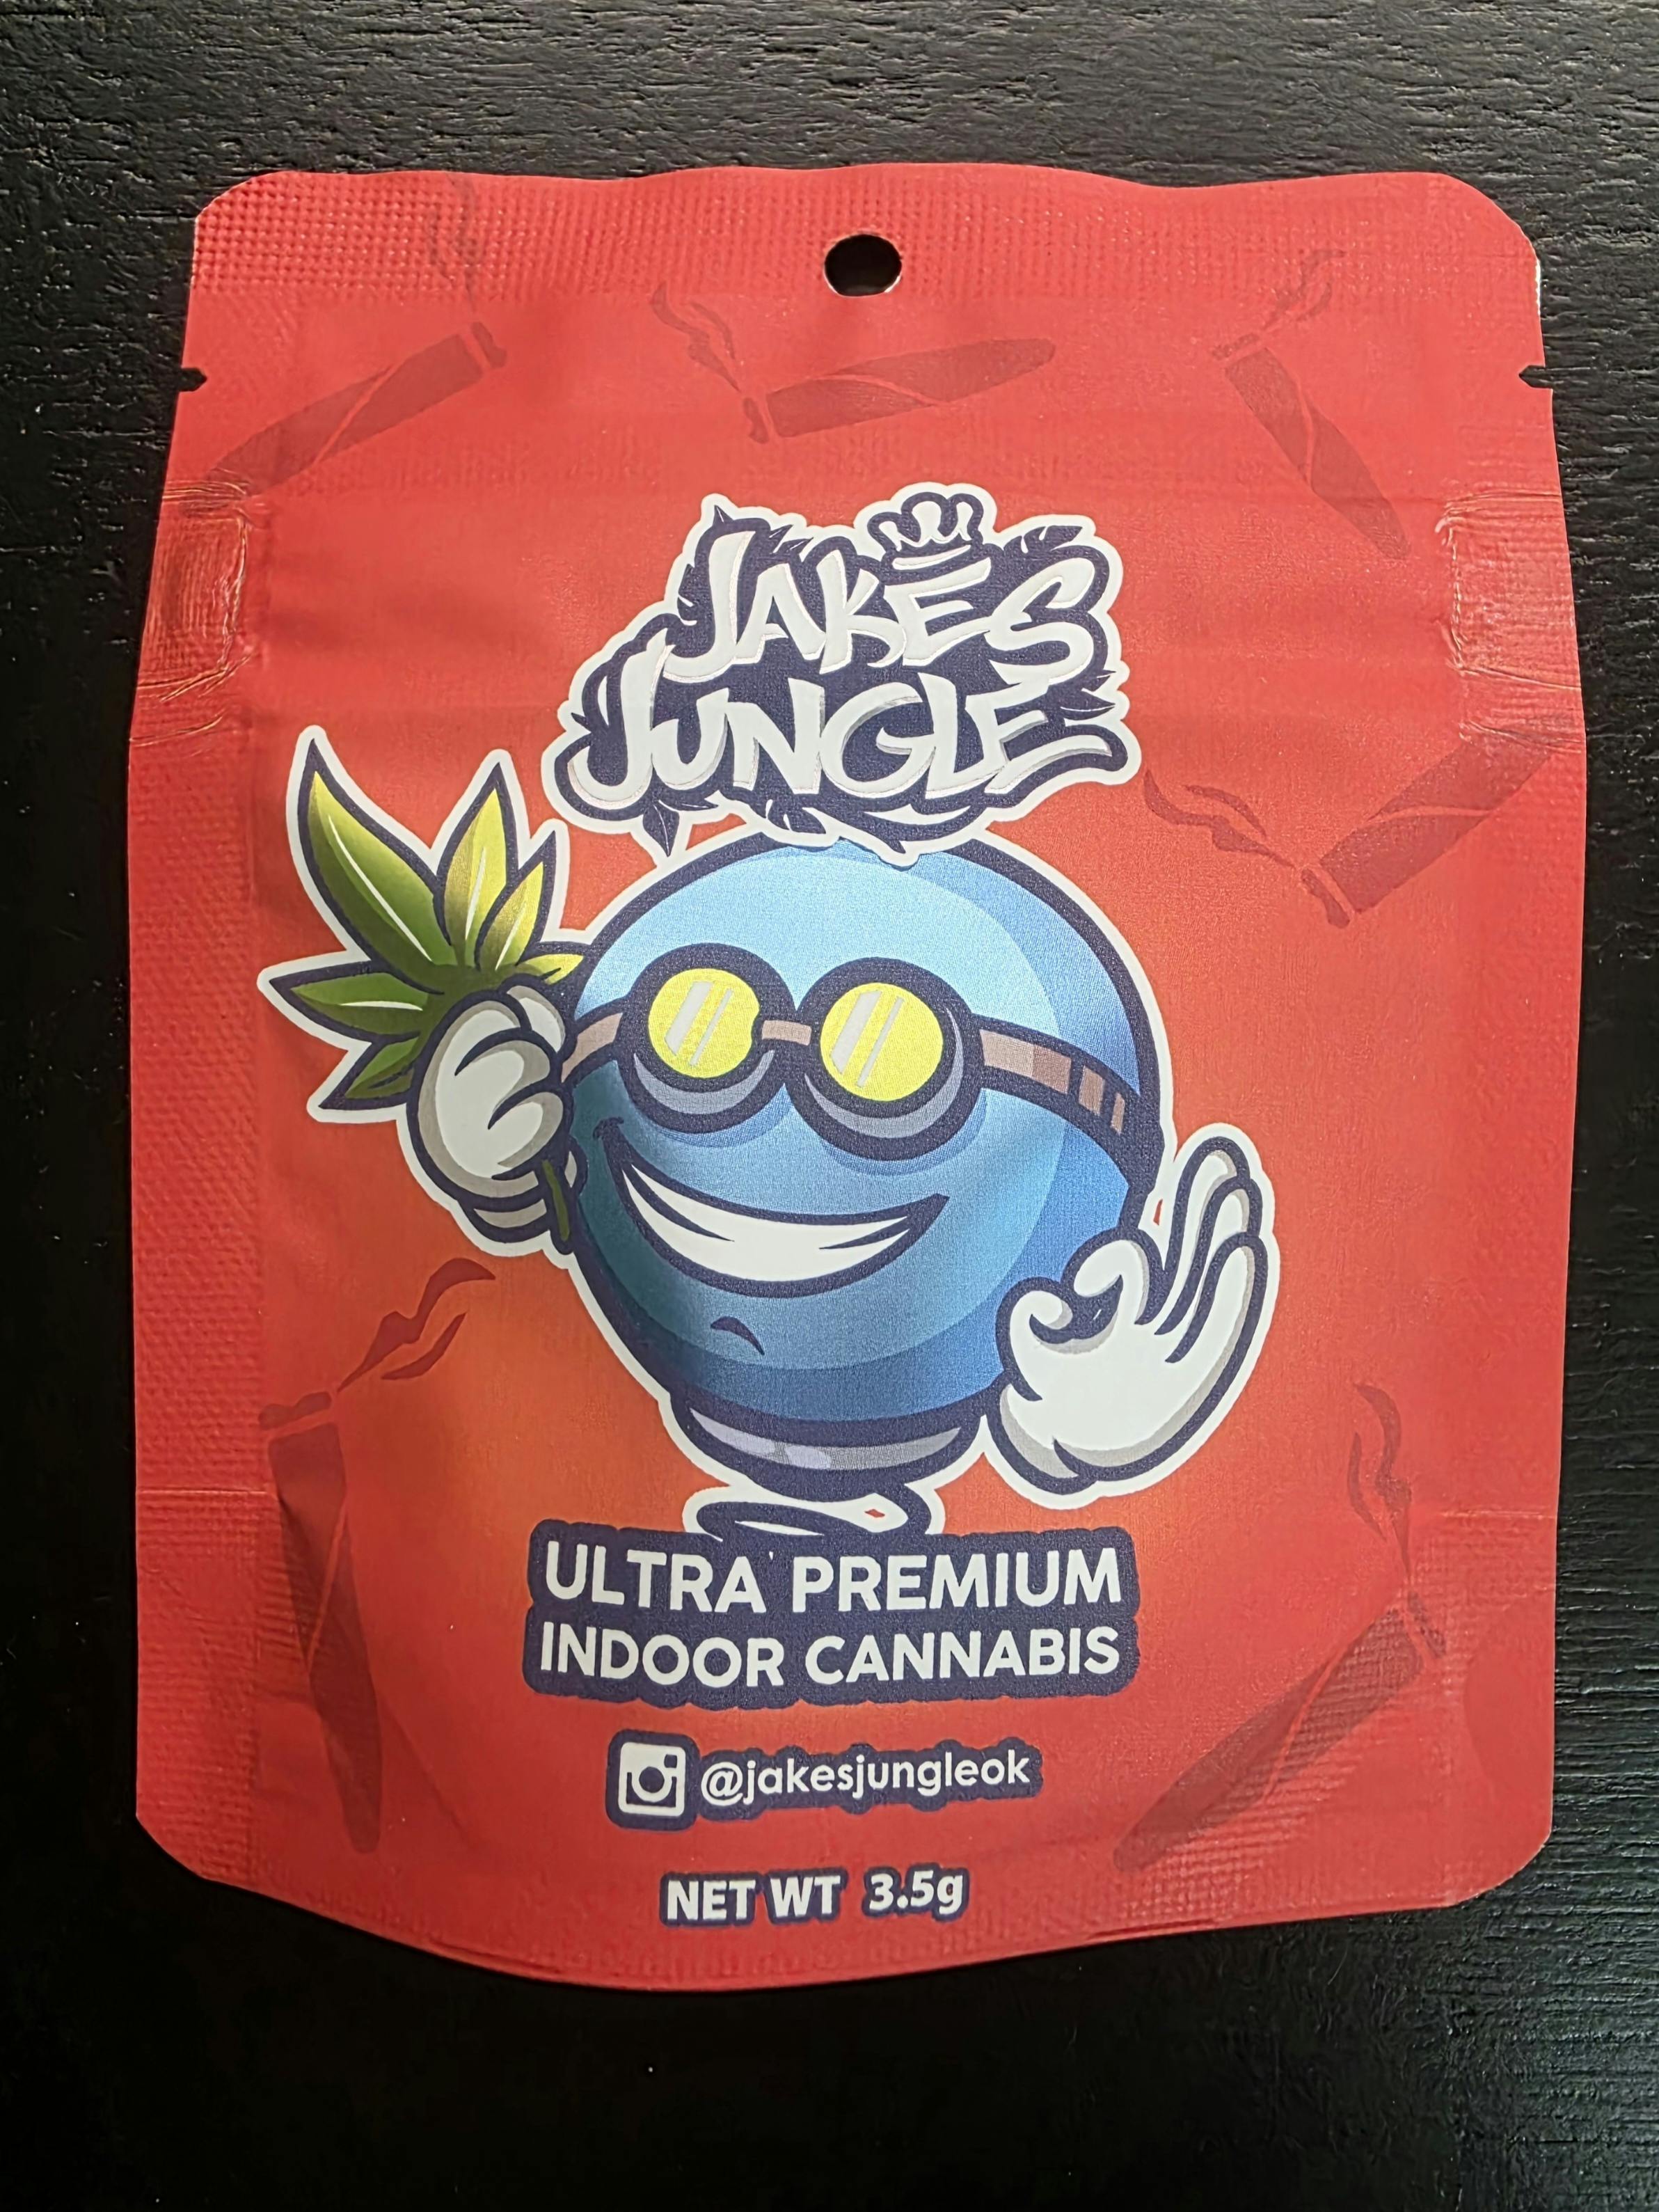 JAKES
JUNGLE
ULTRA PREMIUM
INDOOR CANNABIS
@jakesjungleok
NET WT 3.5g